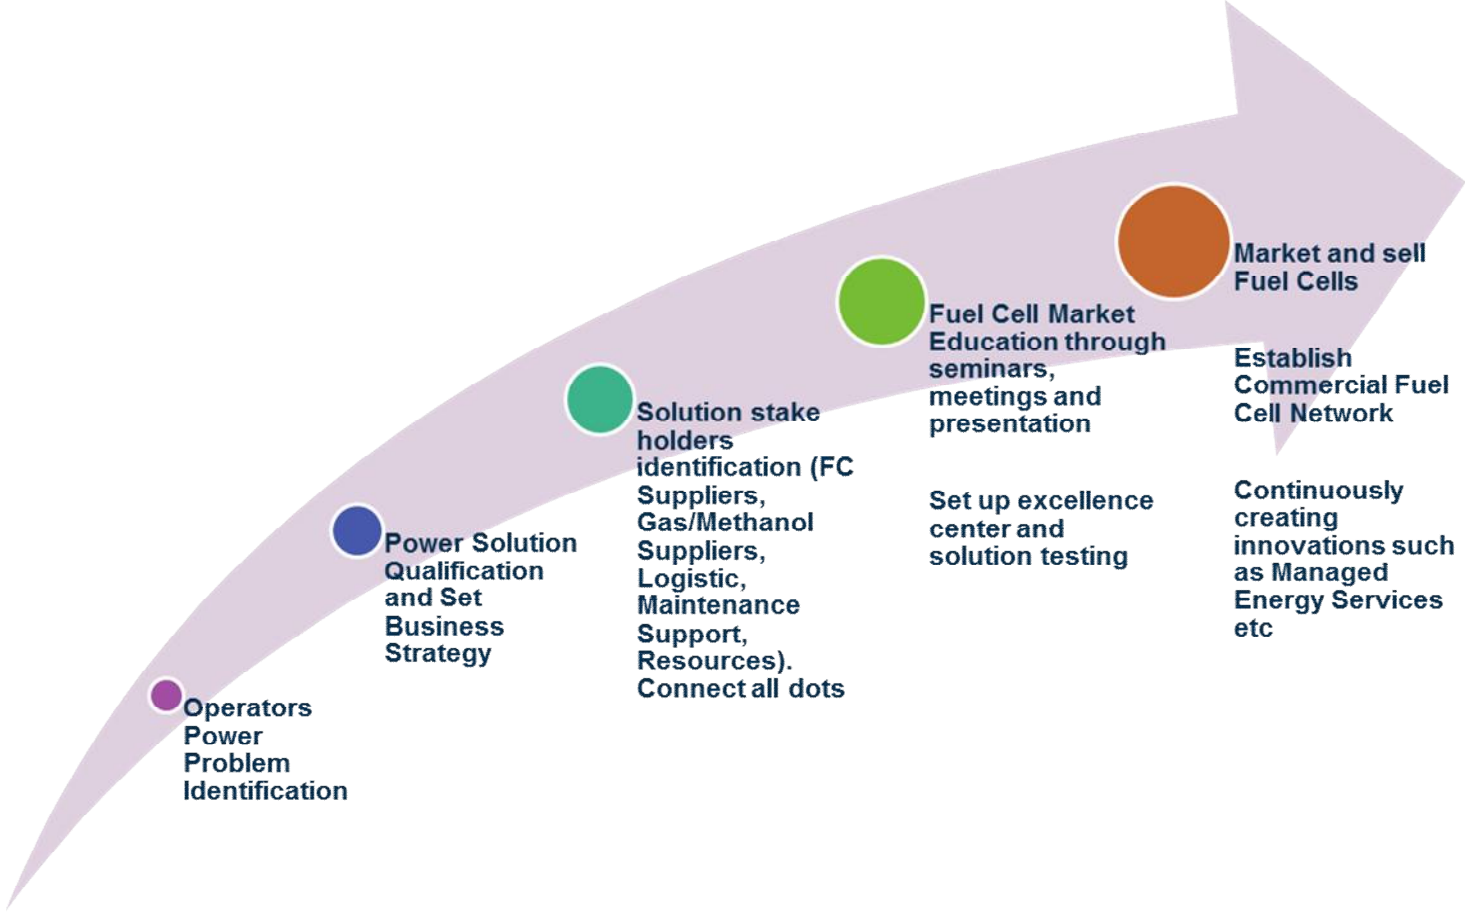 Operators
Power
Problem
Identification
Power Solution
Qualification
and Set
Business
Strategy
Solution stake
holders
identification (FC
Suppliers,
Gas/Methanol
Suppliers,
Logistic,
Maintenance
Support,
Resources).
Connect all dots
Fuel Cell Market
Education through
seminars,
meetings and
presentation
Set up excellence
center and
solution testing
Market and sell
Fuel Cells
Establish
Commercial Fuel
Cell Network
Continuously
creating
innovations such
as Managed
Energy Services
etc